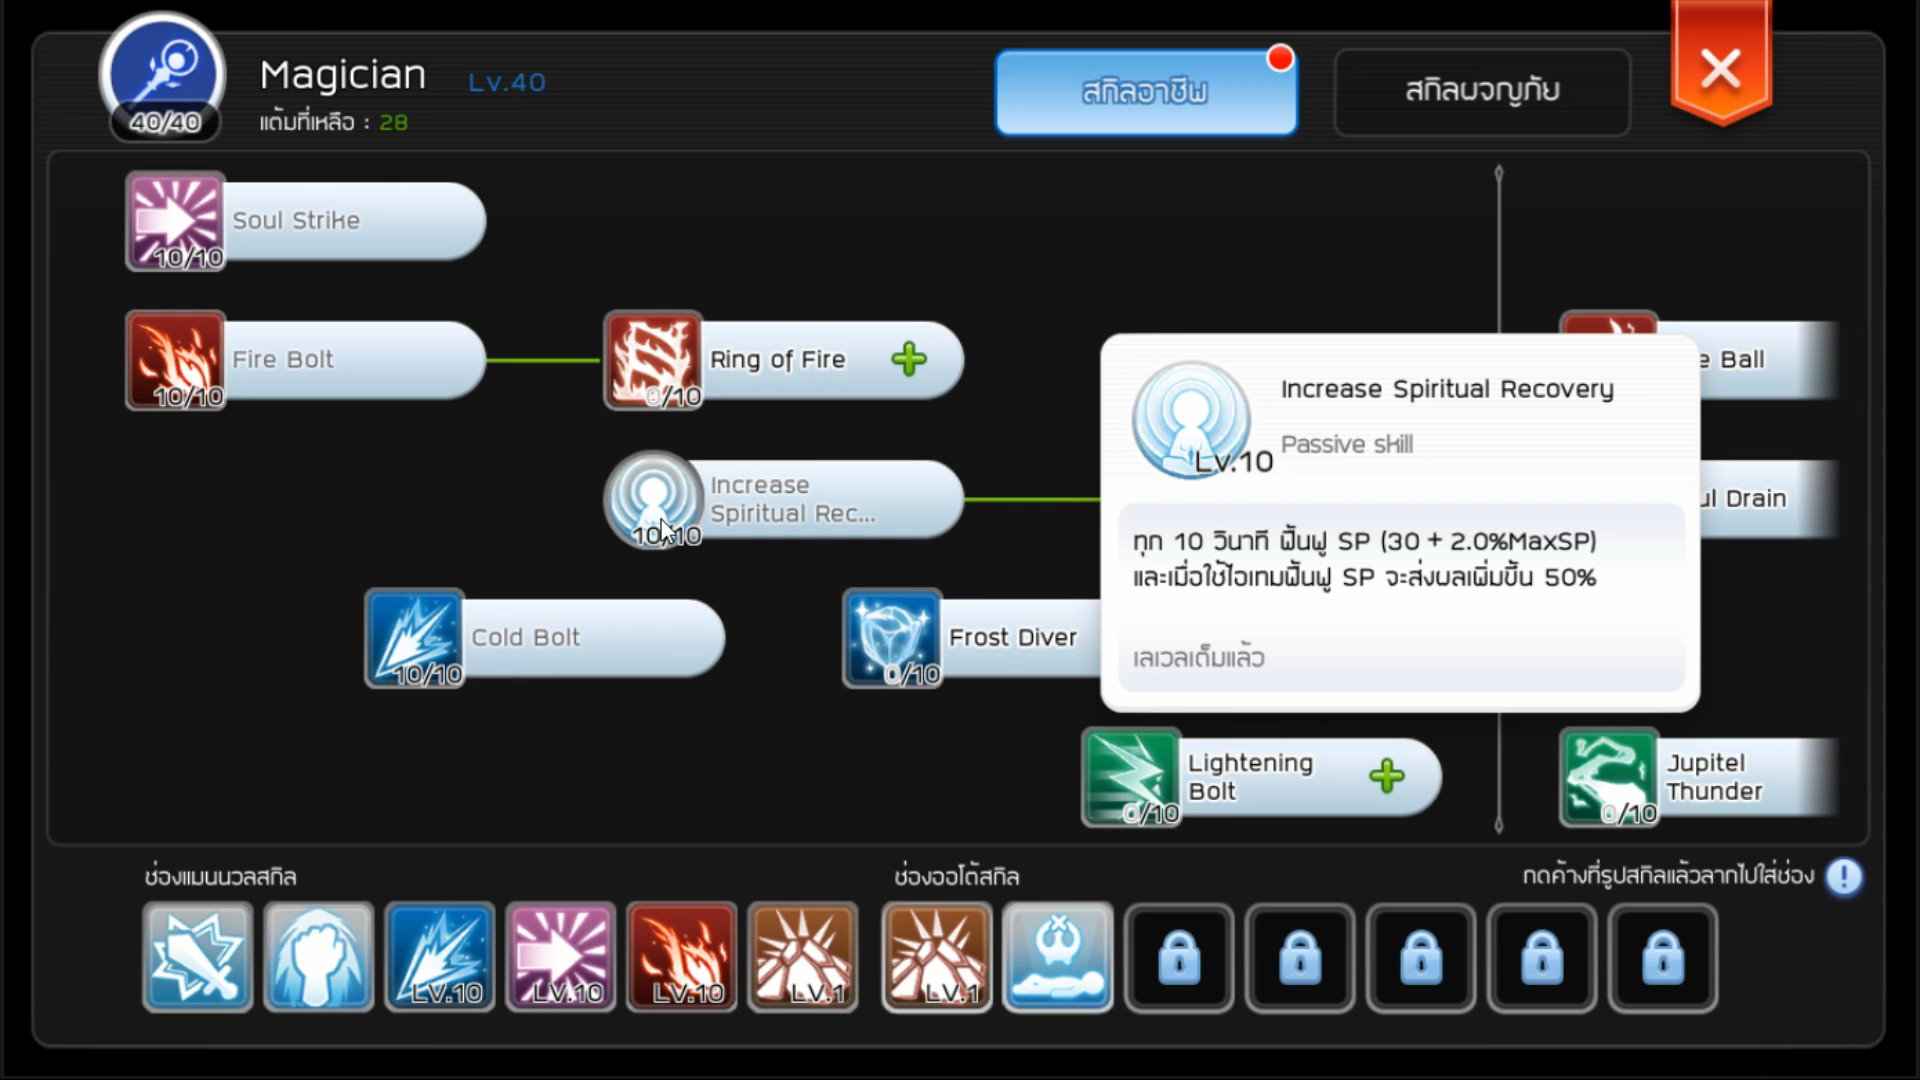 Magician Lv.40
40/40
แต้มที่เหลือ : 28
สกิลอาชีพ
สกิลผจญภัย
Soul Strike
10/10
Fire Bolt
10/10
Ring of Fire
0/10
e Ball
Increase
Spiritual Rec...
10/10
ul Drain
Increase Spiritual Recovery
Passive skill
Lv.10
ทุก 10 วินาที ฟื้นฟู SP (30 + 2.0%MaxSP)
และเมื่อใช้ไอเทมฟื้นฟู SP จะส่งผลเพิ่มขึ้น 50%
เลเวลเต็มแล้ว
Cold Bolt
10/10
Frost Diver
0/10
Lightening
Bolt
0/10
Jupitel
Thunder
0/10
ช่องแมนนวลสกิล
ช่องออโต้สกิล
กดค้างที่รูปสกิลแล้วลากไปใส่ช่อง
LV.10
LV.10
LV.10
LV.1
LV.1